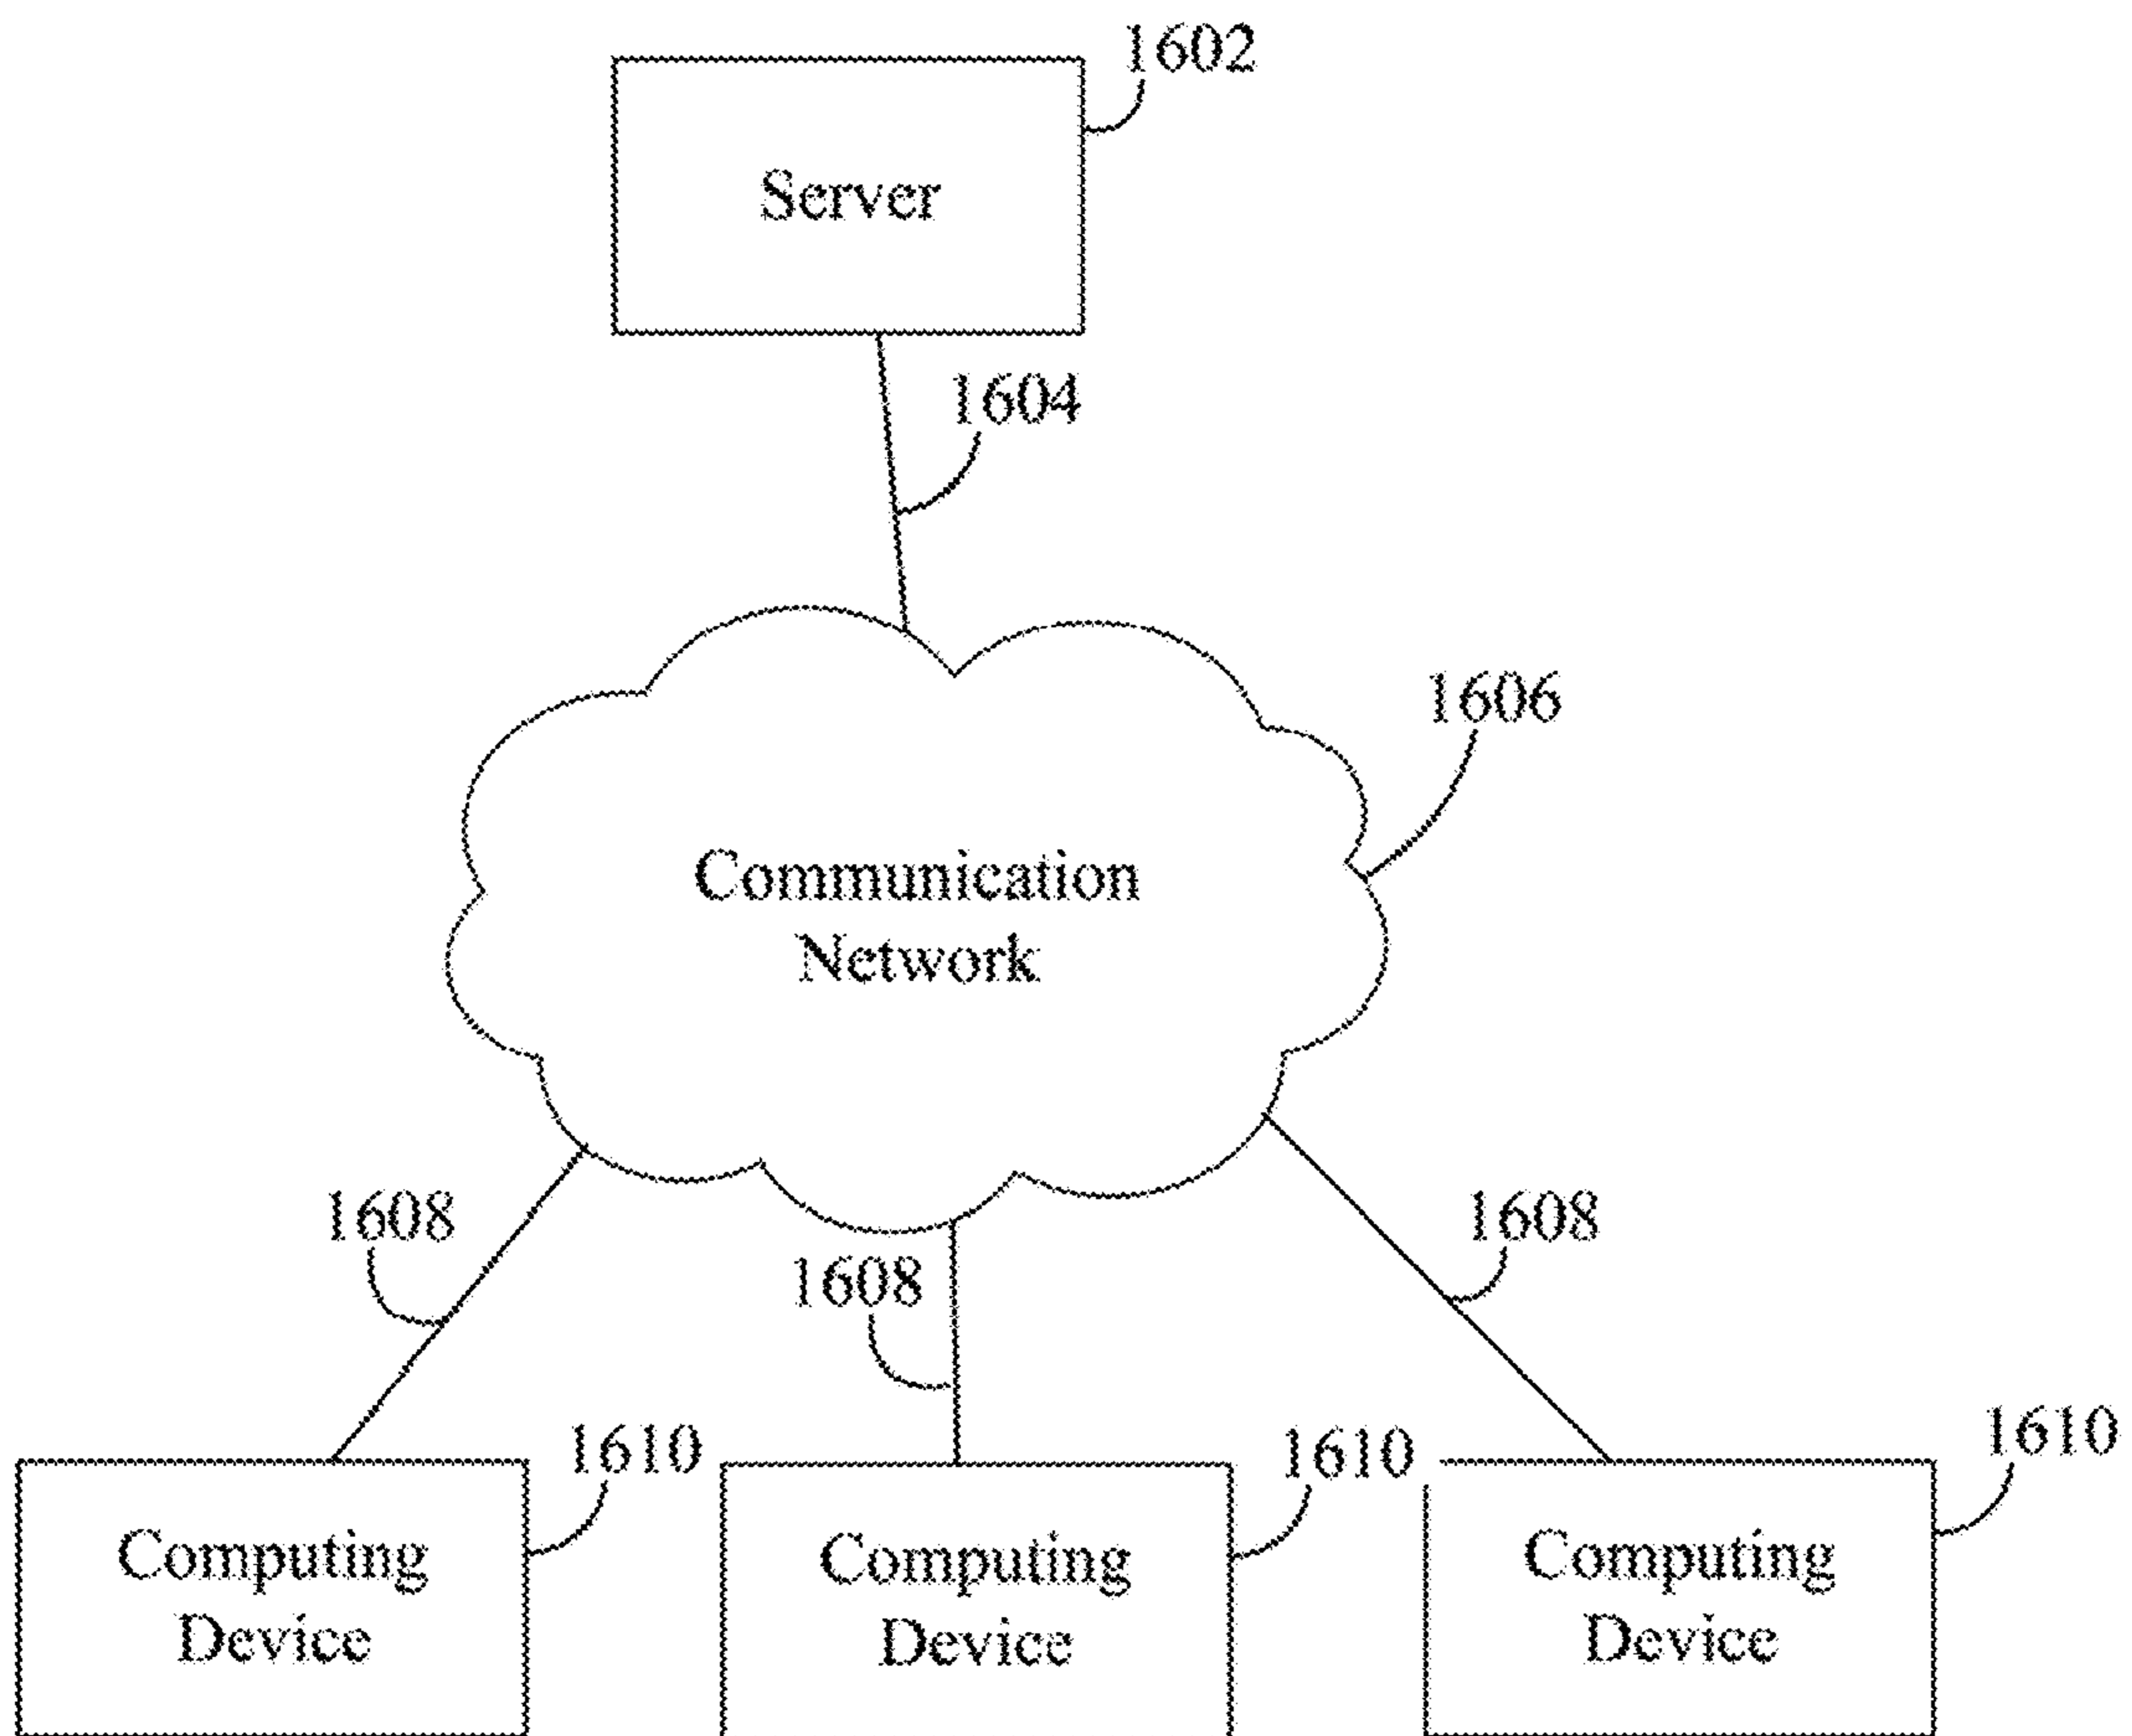 1602
Server
1604
1606
Communication
Network
1608
1608
1608
1610
1610
1610
Computing
Device
Computing
Device
Computing
Device